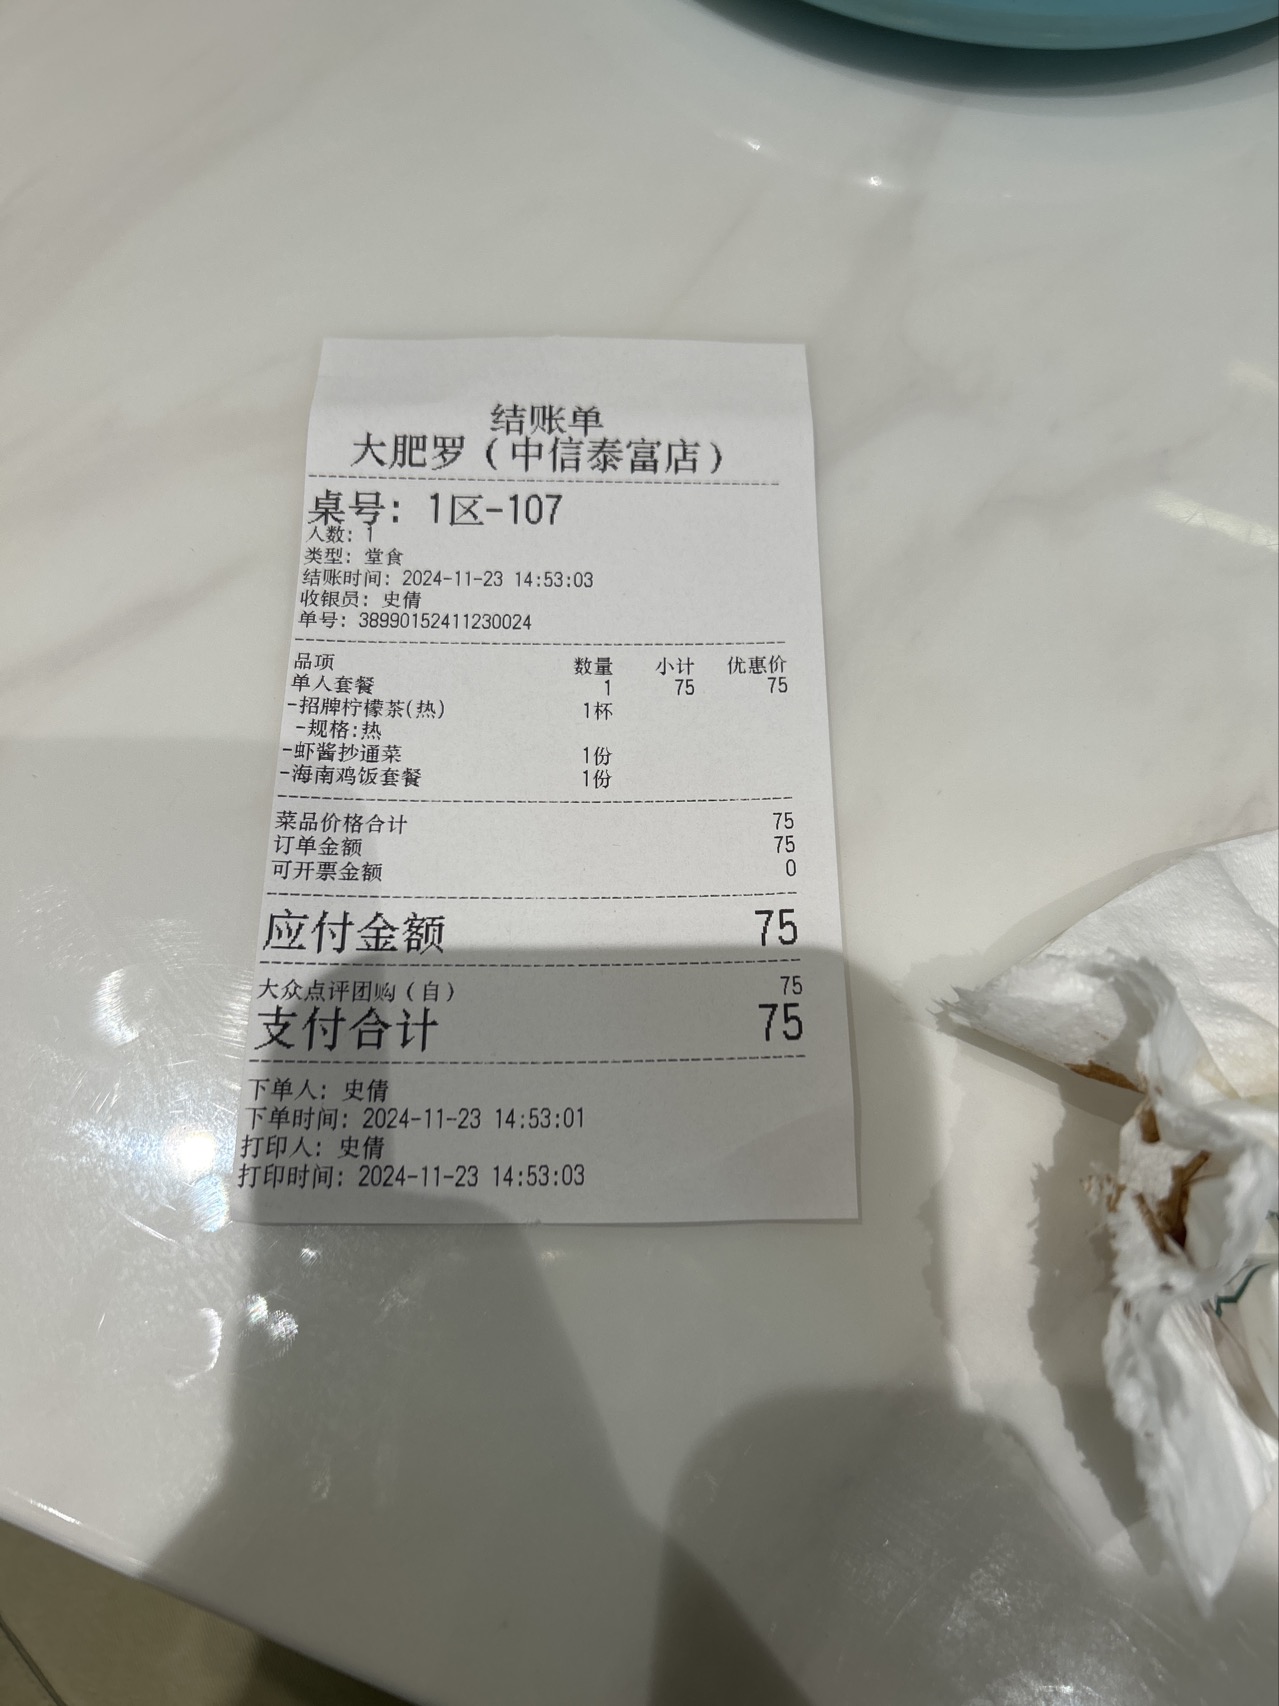 结账单
大肥罗（中信泰富店）
桌号：1区-107
人数：1
类型：堂食
结账时间：2024-11-23 14:53:03
收银员：史倩
单号：38990152411230024
品项 数量 小计 优惠价
单人套餐 1 75 75
-招牌柠檬茶(热) 1杯
-规格:热
-虾酱抄通菜 1份
-海南鸡饭套餐 1份
菜品价格合计 75
订单金额 75
可开票金额 0
应付金额 75
大众点评团购（自） 75
支付合计 75
下单人：史倩
下单时间：2024-11-23 14:53:01
打印人：史倩
打印时间：2024-11-23 14:53:03